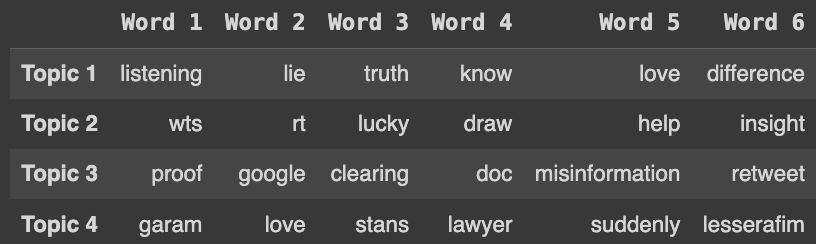 Word 1 Word 2 Word 3 Word 4 Word 5 Word 6
Topic 1 listening lie truth know love difference
Topic 2 wts rt lucky draw help insight
Topic 3 proof google clearing doc misinformation retweet
Topic 4 garam love stans lawyer suddenly lesserafim